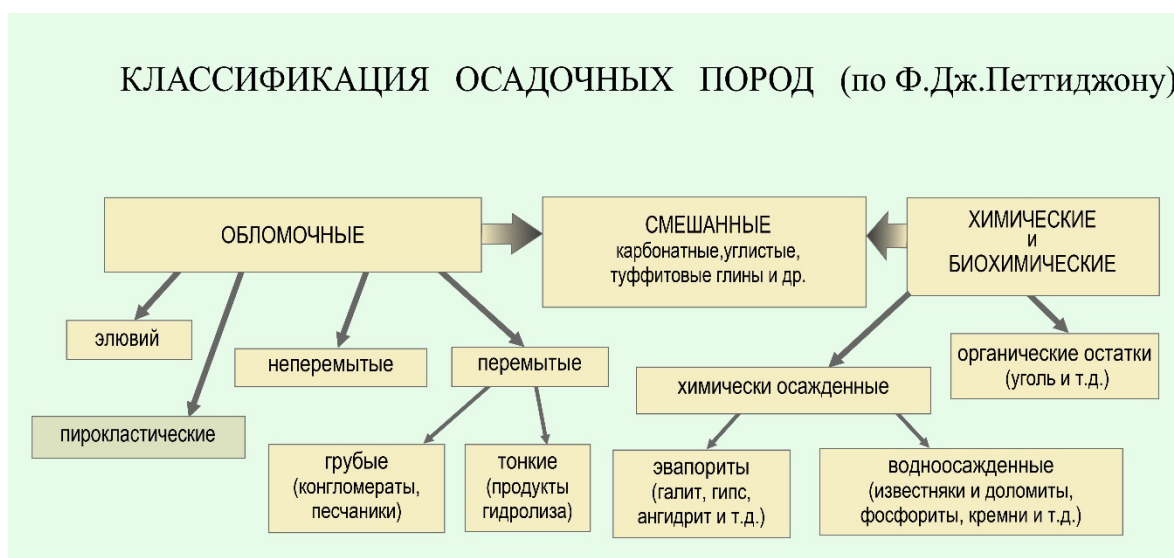 КЛАССИФИКАЦИЯ ОСАДОЧНЫХ ПОРОД (по Ф.Дж.Петтиджону)
ОБЛОМОЧНЫЕ
СМЕШАННЫЕ
карбонатные,углистые,
туффитовые глины и др.
ХИМИЧЕСКИЕ
и
БИОХИМИЧЕСКИЕ
элювий
неперемытые
перемытые
химически осажденные
органические остатки
(уголь и т.д.)
пирокластические
грубые
(конгломераты,
песчаники)
тонкие
(продукты
гидролиза)
эвапориты
(галит, гипс,
ангидрит и т.д.)
водноосажденные
(известняки и доломиты,
фосфориты, кремни и т.д.)